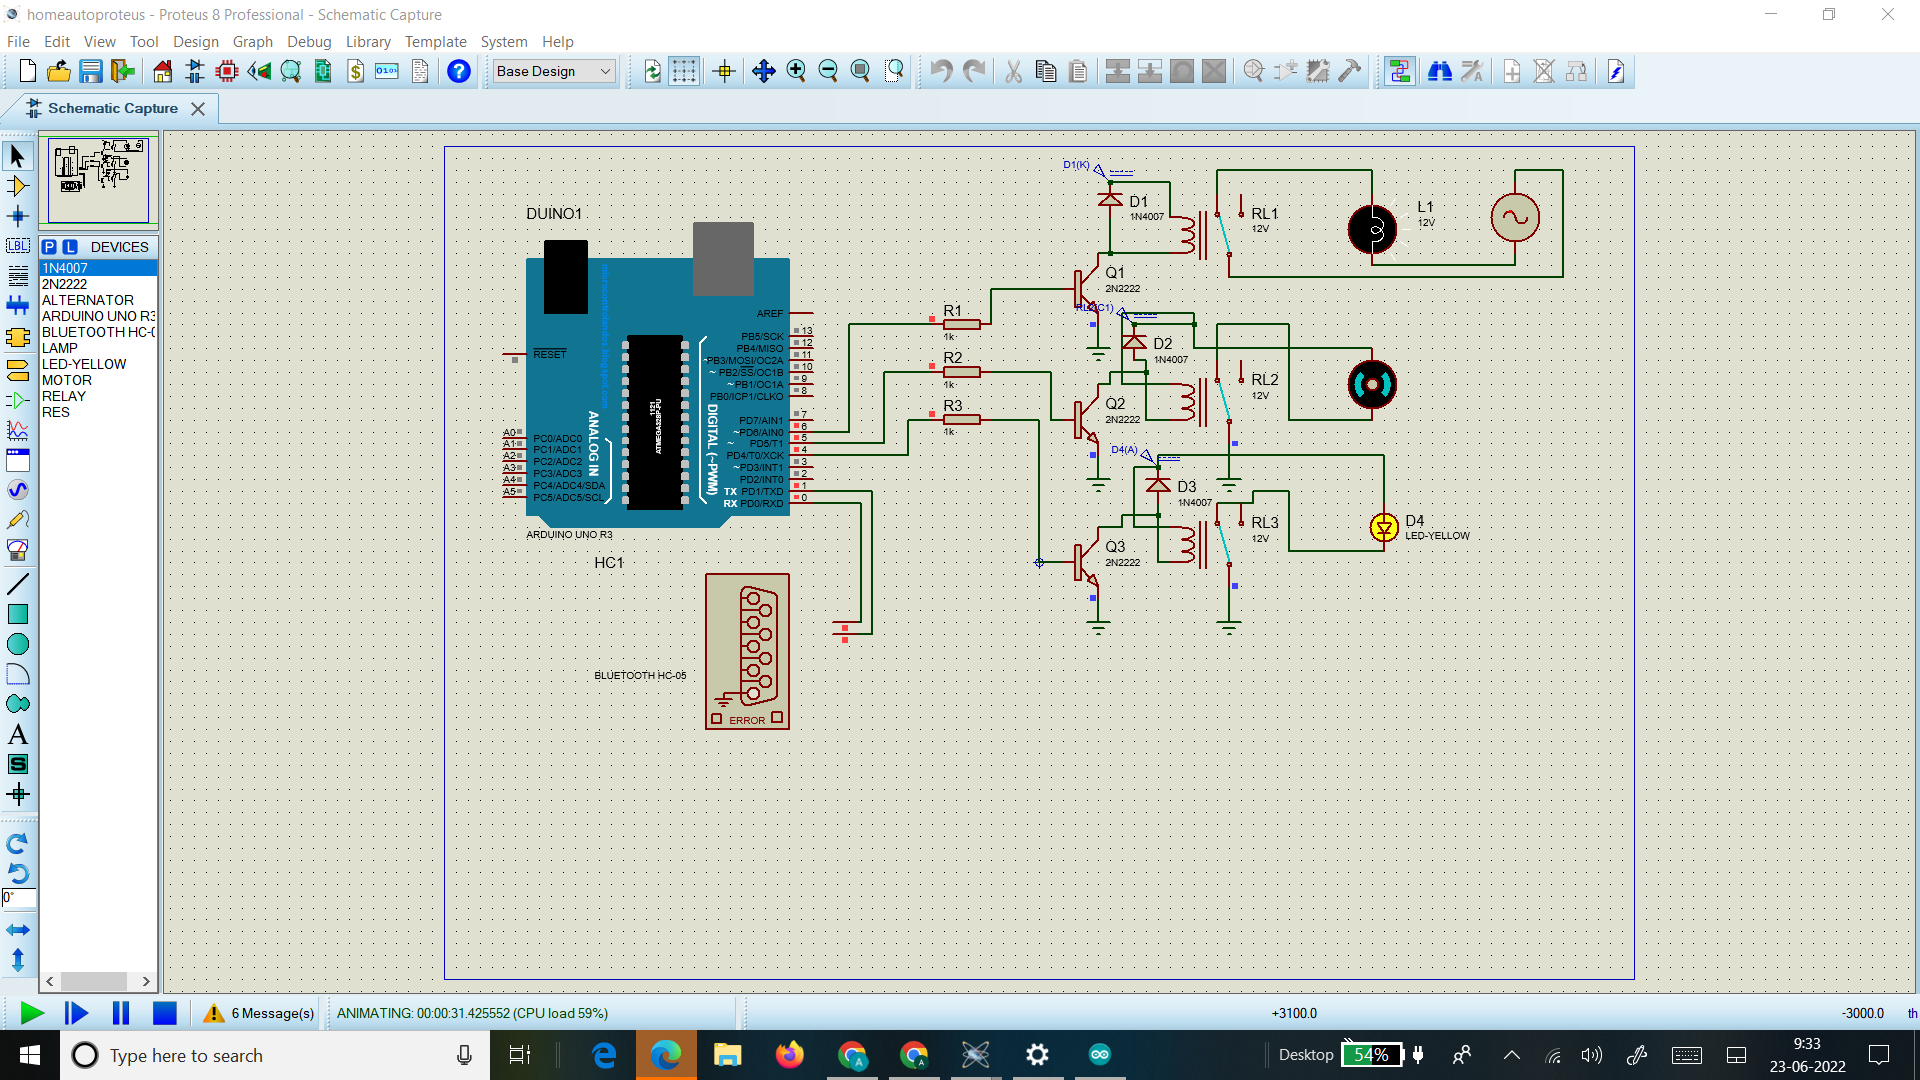 homeautoproteus - Proteus 8 Professional - Schematic Capture
File Edit View Tool Design Graph Debug Library Template System Help
Base Design
Schematic Capture
P L DEVICES
1N4007
2N2222
ALTERNATOR
ARDUINO UNO R3
BLUETOOTH HC-0
LAMP
LED-YELLOW
MOTOR
RELAY
RES
LBL
A
S
0°
DUINO1
RESET
A0
A1
A2
A3
A4
A5
PC0/ADC0
PC1/ADC1
PC2/ADC2
PC3/ADC3
PC4/ADC4/SDA
PC5/ADC5/SCL
ANALOG IN
1121
ATMEGA328P-PU
DIGITAL (~PWM)
AREF
PB5/SCK 13
PB4/MISO 12
~PB3/MOSI/OC2A 11
~ PB2/SS/OC1B 10
~PB1/OC1A 9
PB0/ICP1/CLKO 8
PD7/AIN1 7
~PD6/AIN0 6
~ PD5/T1 5
PD4/T0/XCK 4
~PD3/INT1 3
PD2/INT0 2
TX PD1/TXD 1
RX PD0/RXD 0
ARDUINO UNO R3
HC1
BLUETOOTH HC-05
ERROR
R1
1k
R2
1k
R3
1k
D1(K)
D1
1N4007
RL1
12V
L1
12V
Q1
2N2222
D2
1N4007
RL2
12V
Q2
2N2222
D4(A)
D3
1N4007
RL3
12V
D4
LED-YELLOW
Q3
2N2222
6 Message(s)
ANIMATING: 00:00:31.425552 (CPU load 59%)
+3100.0
-3000.0
th
Type here to search
Desktop
54%
9:33
23-06-2022